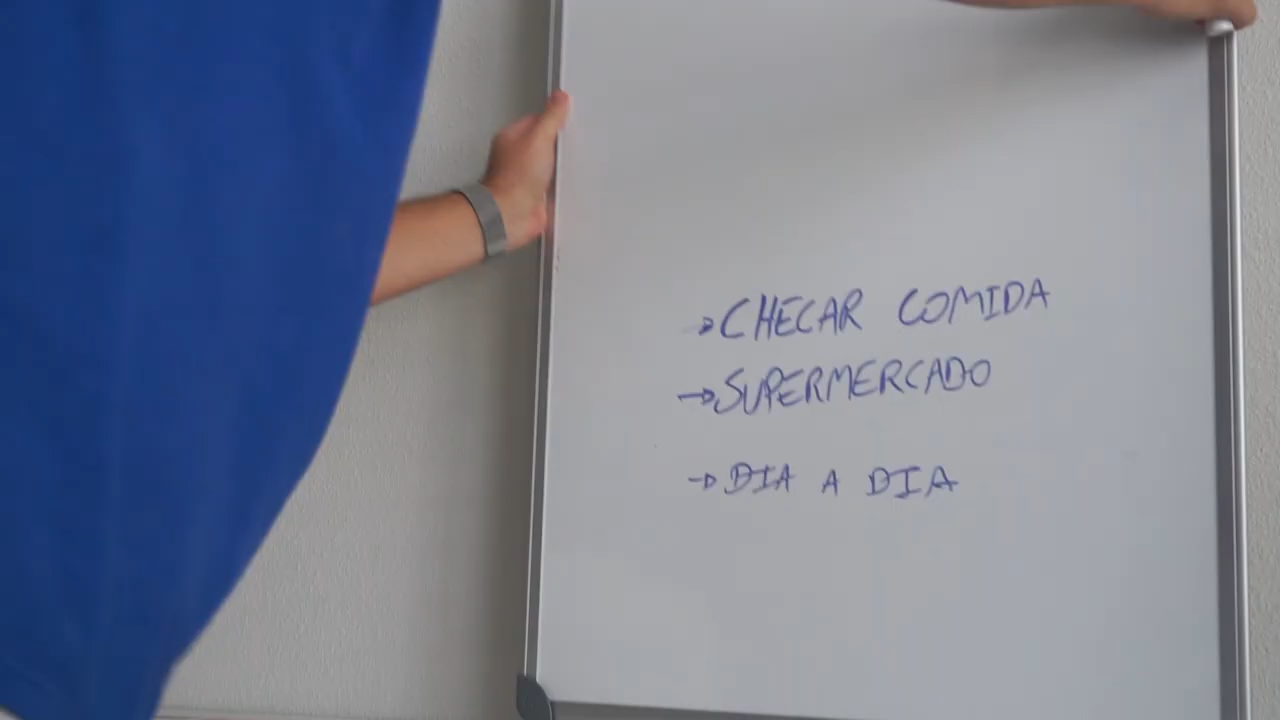 → CHECAR COMIDA
→ SUPERMERCADO
→ DIA A DIA